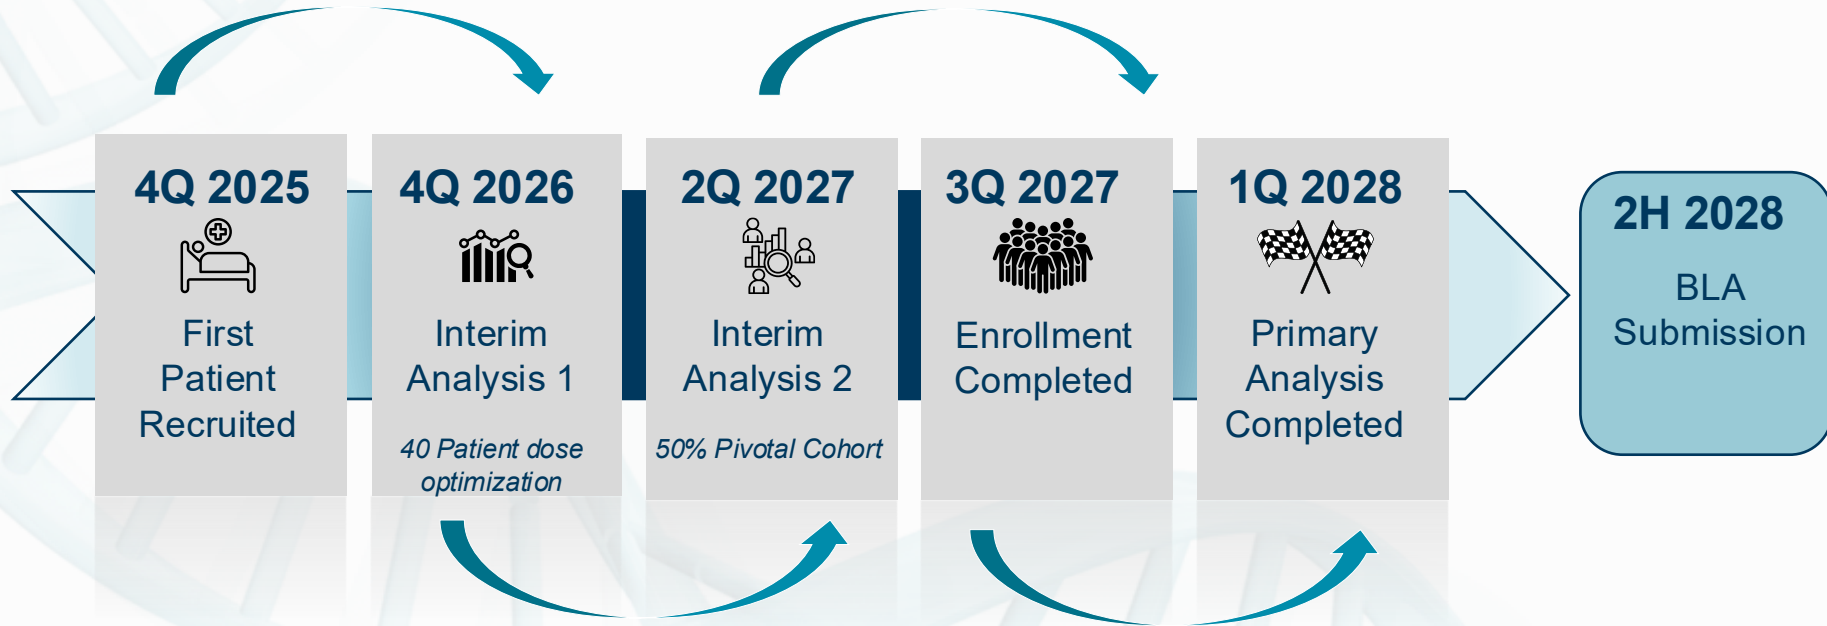 4Q 2025
First
Patient
Recruited
4Q 2026
Interim
Analysis 1
40 Patient dose
optimization
2Q 2027
Interim
Analysis 2
50% Pivotal Cohort
3Q 2027
Enrollment
Completed
1Q 2028
Primary
Analysis
Completed
2H 2028
BLA
Submission